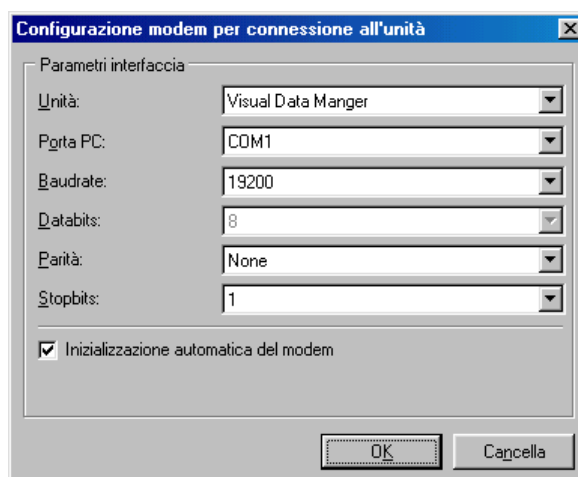 Configurazione modem per connessione all'unità
Parametri interfaccia
Unità: Visual Data Manger
Porta PC: COM1
Baudrate: 19200
Databits: 8
Parità: None
Stopbits: 1
Inizializzazione automatica del modem
OK Cancella